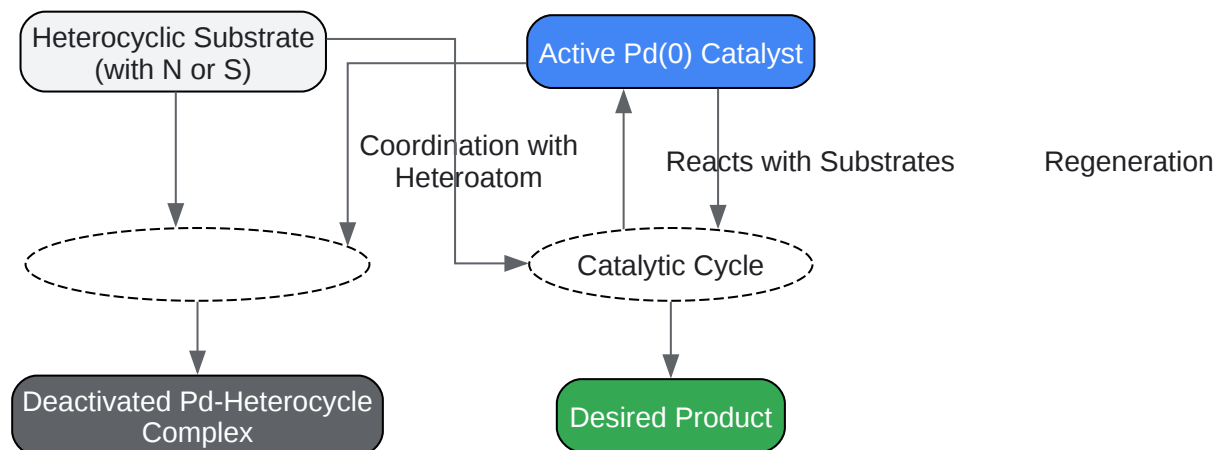 Heterocyclic Substrate
(with N or S)
Active Pd(0) Catalyst
Coordination with
Heteroatom
Reacts with Substrates
Regeneration
Catalytic Cycle
Deactivated Pd-Heterocycle
Complex
Desired Product